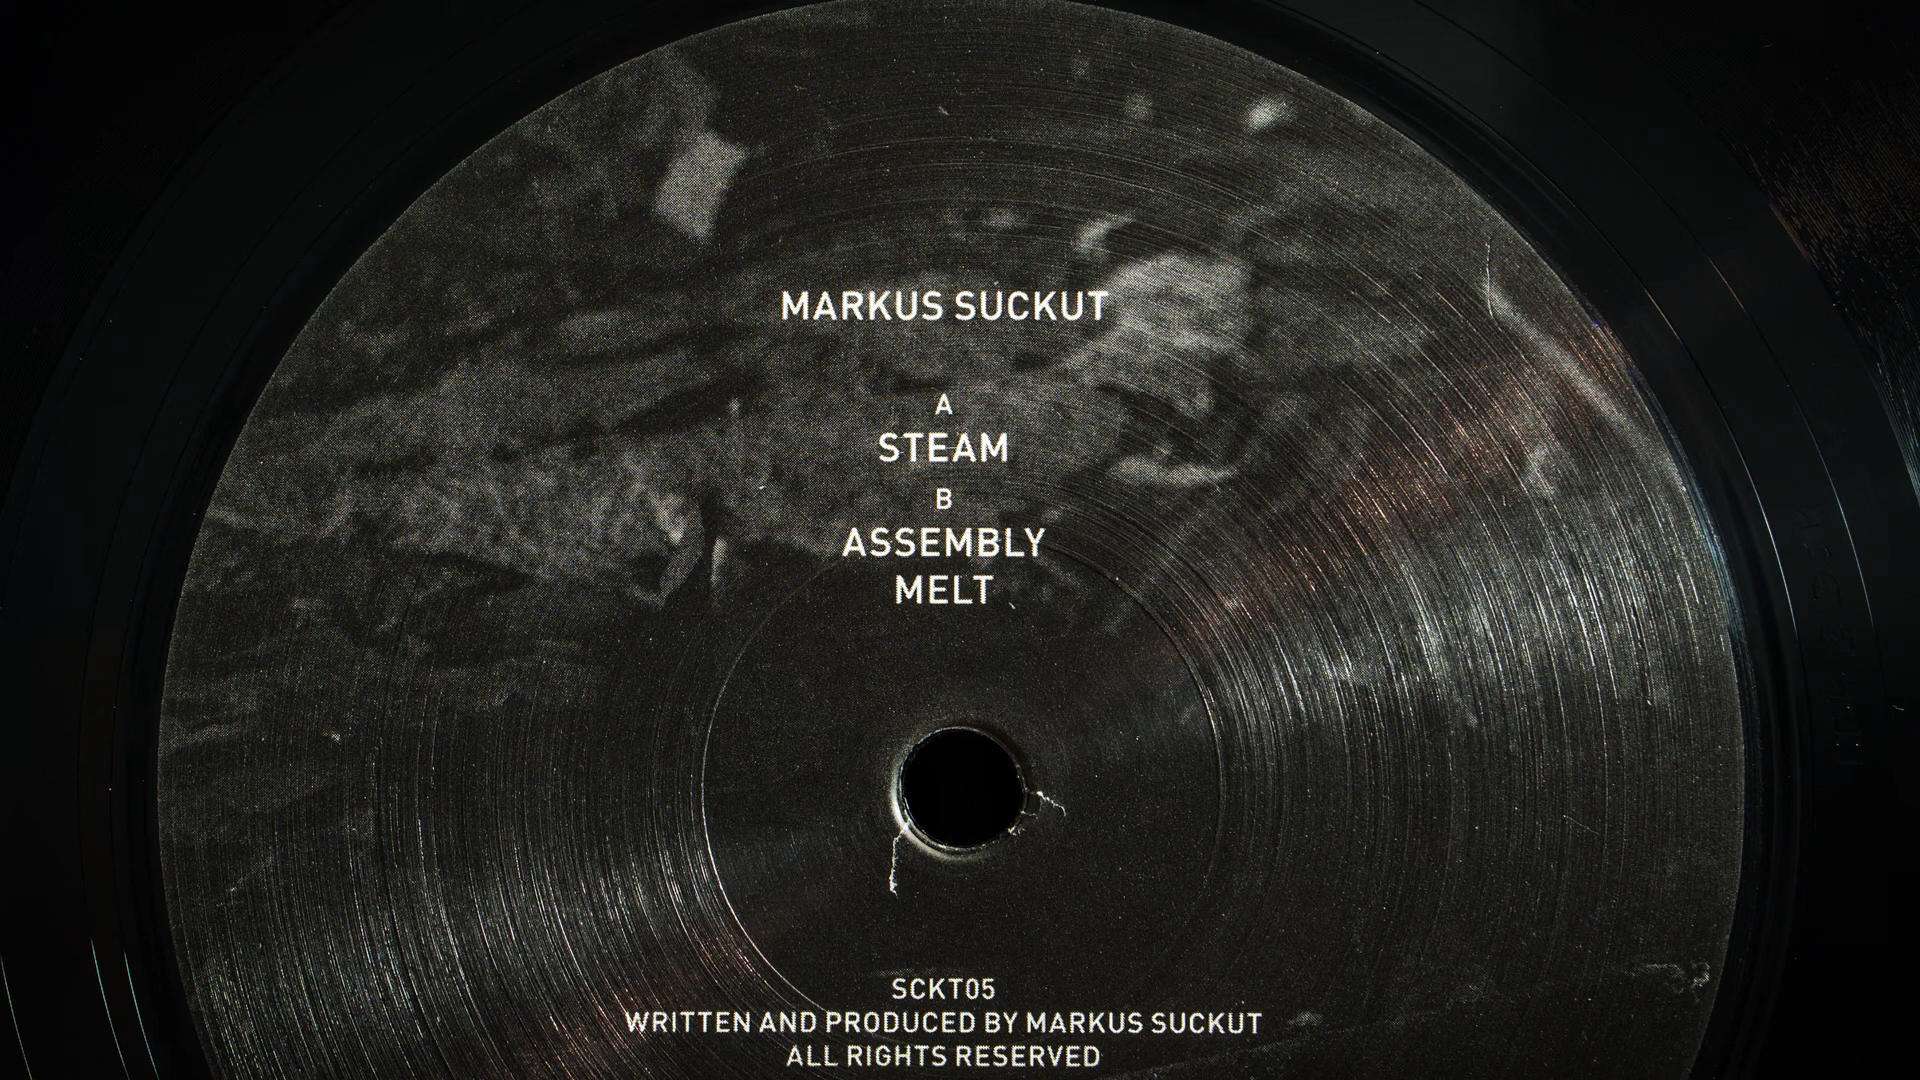 MARKUS SUCKUT
A
STEAM
B
ASSEMBLY
MELT
SCKT05
WRITTEN AND PRODUCED BY MARKUS SUCKUT
ALL RIGHTS RESERVED